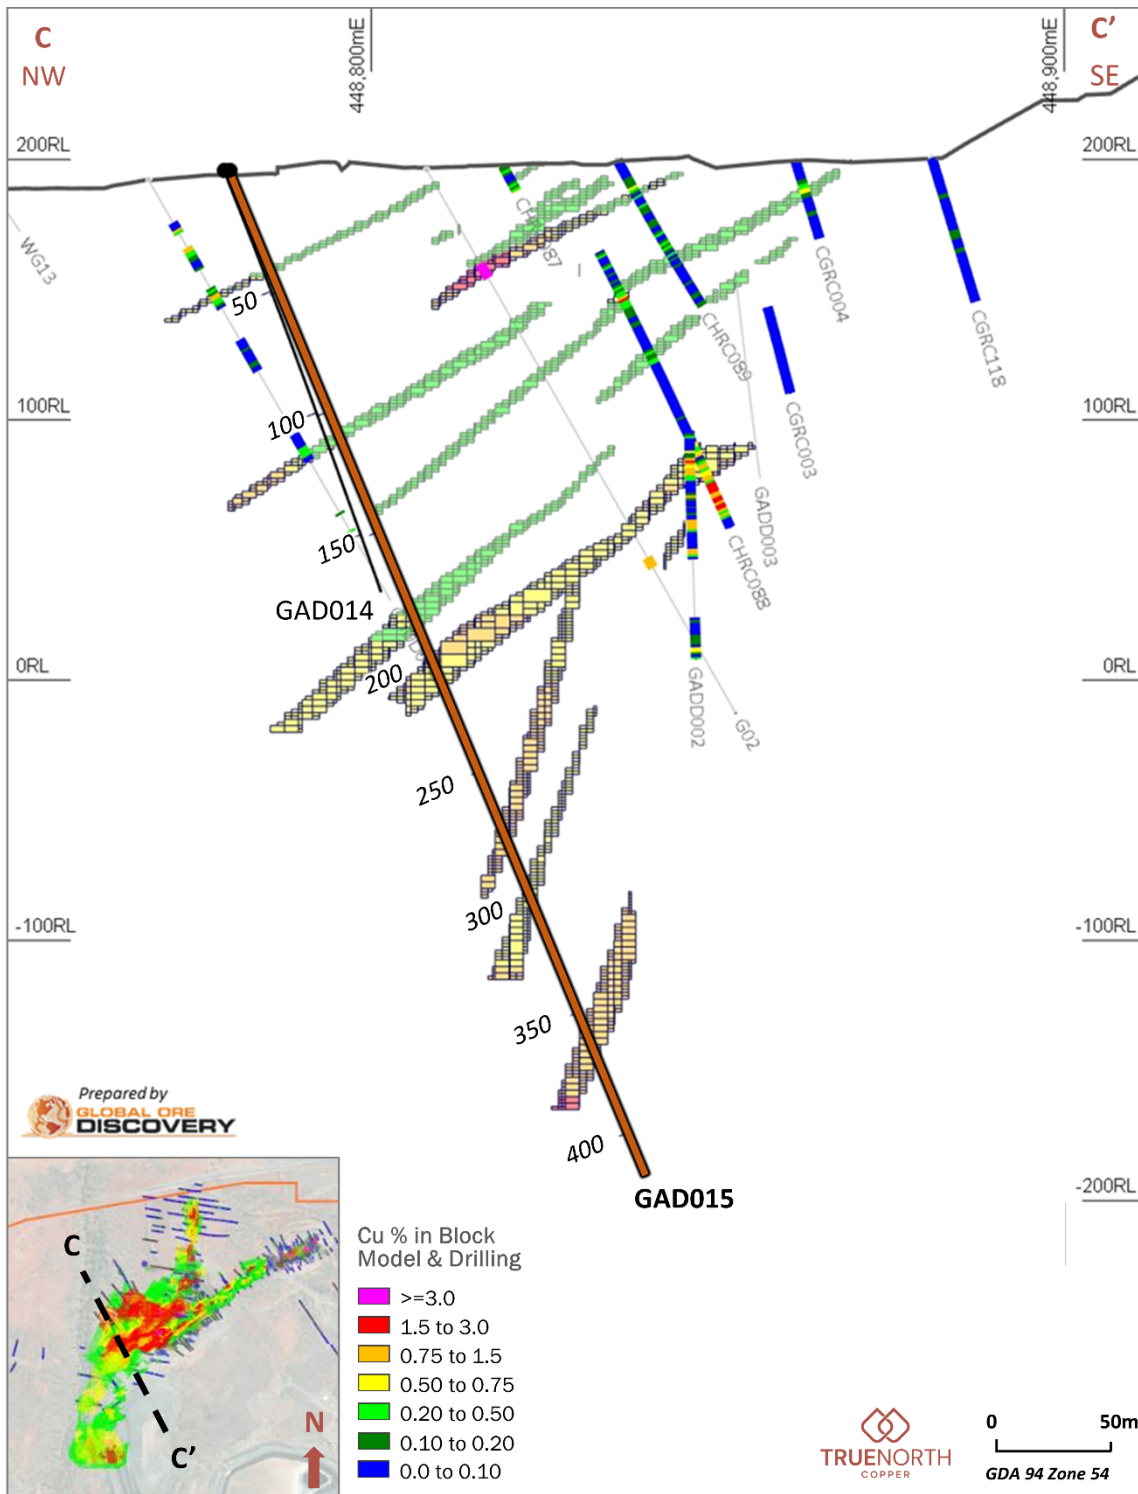 C
NW
448,800mE
448,900mE
C’
SE
200RL
200RL
WG13
CHRC089
CGRC004
CGRC118
50
100RL
100
100RL
CGRC003
GADD003
150
CHRC088
GAD014
0RL
200
0RL
GADD002
G02
250
300
-100RL
-100RL
350
400
GAD015
-200RL
Prepared by
GLOBAL ORE
DISCOVERY
C
C’
N
Cu % in Block
Model & Drilling
>=3.0
1.5 to 3.0
0.75 to 1.5
0.50 to 0.75
0.20 to 0.50
0.10 to 0.20
0.0 to 0.10
TRUENORTH
COPPER
0 50m
GDA 94 Zone 54